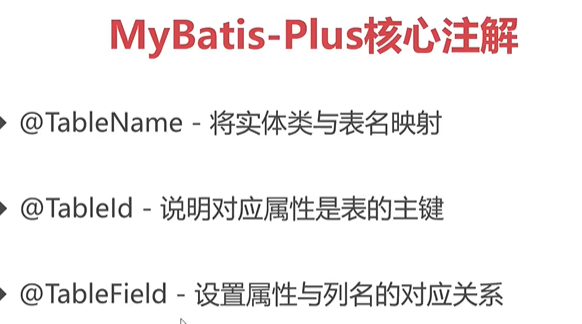 MyBatis-Plus核心注解
@TableName - 将实体类与表名映射
@TableId - 说明对应属性是表的主键
@TableField - 设置属性与列名的对应关系